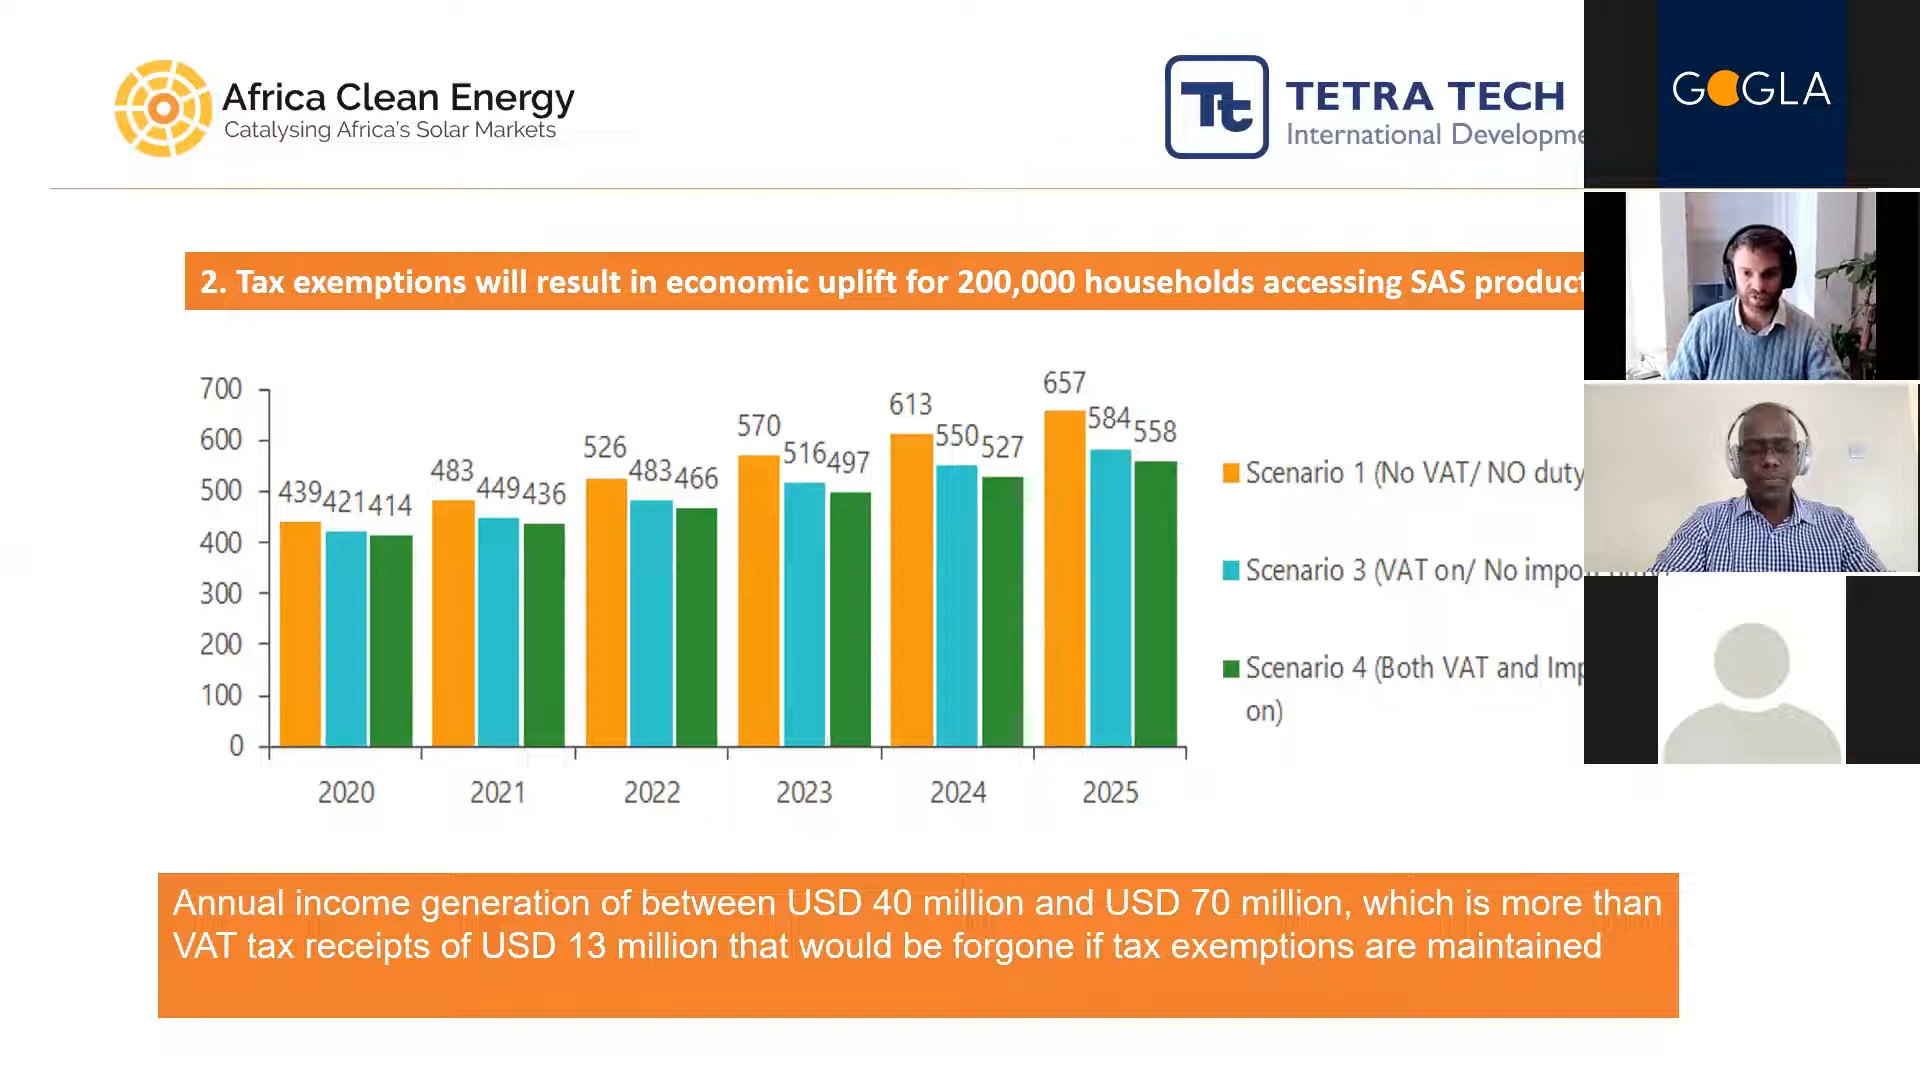 Africa Clean Energy
Catalysing Africa's Solar Markets
Tt
TETRA TECH
International
GOGLA
2. Tax exemptions will result in economic uplift for 200,000 households accessing SAS product
700
600
500
400
300
200
100
0
439 421 414
483 449 436
526 483 466
570 516 497
613 550 527
657 584 558
2020 2021 2022 2023 2024 2025
Scenario 1 (No VAT/ NO duty
Scenario 3 (VAT on/ No
Scenario 4 (Both VAT and
on)
Annual income generation of between USD 40 million and USD 70 million, which is more than
VAT tax receipts of USD 13 million that would be forgone if tax exemptions are maintained